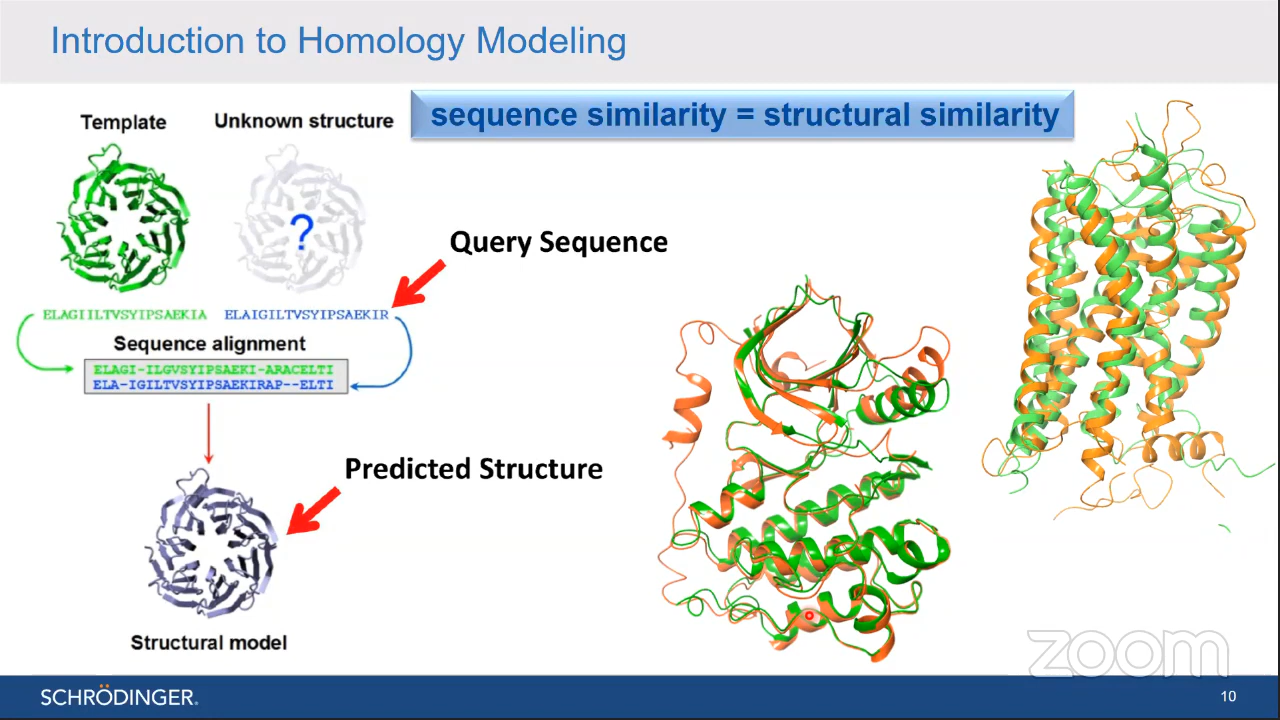 Introduction to Homology Modeling
sequence similarity = structural similarity
Template
Unknown structure
?
Query Sequence
ELAGIILTVSYIPSAEKIA
ELAIGILTVSYIPSAEKIR
Sequence alignment
ELAGI-ILGVSYIPSAEKI-ARACELTI
ELA-IGILTVSYIPSAEKIRAP--ELTI
Predicted Structure
Structural model
zoom
SCHRÖDINGER.
10